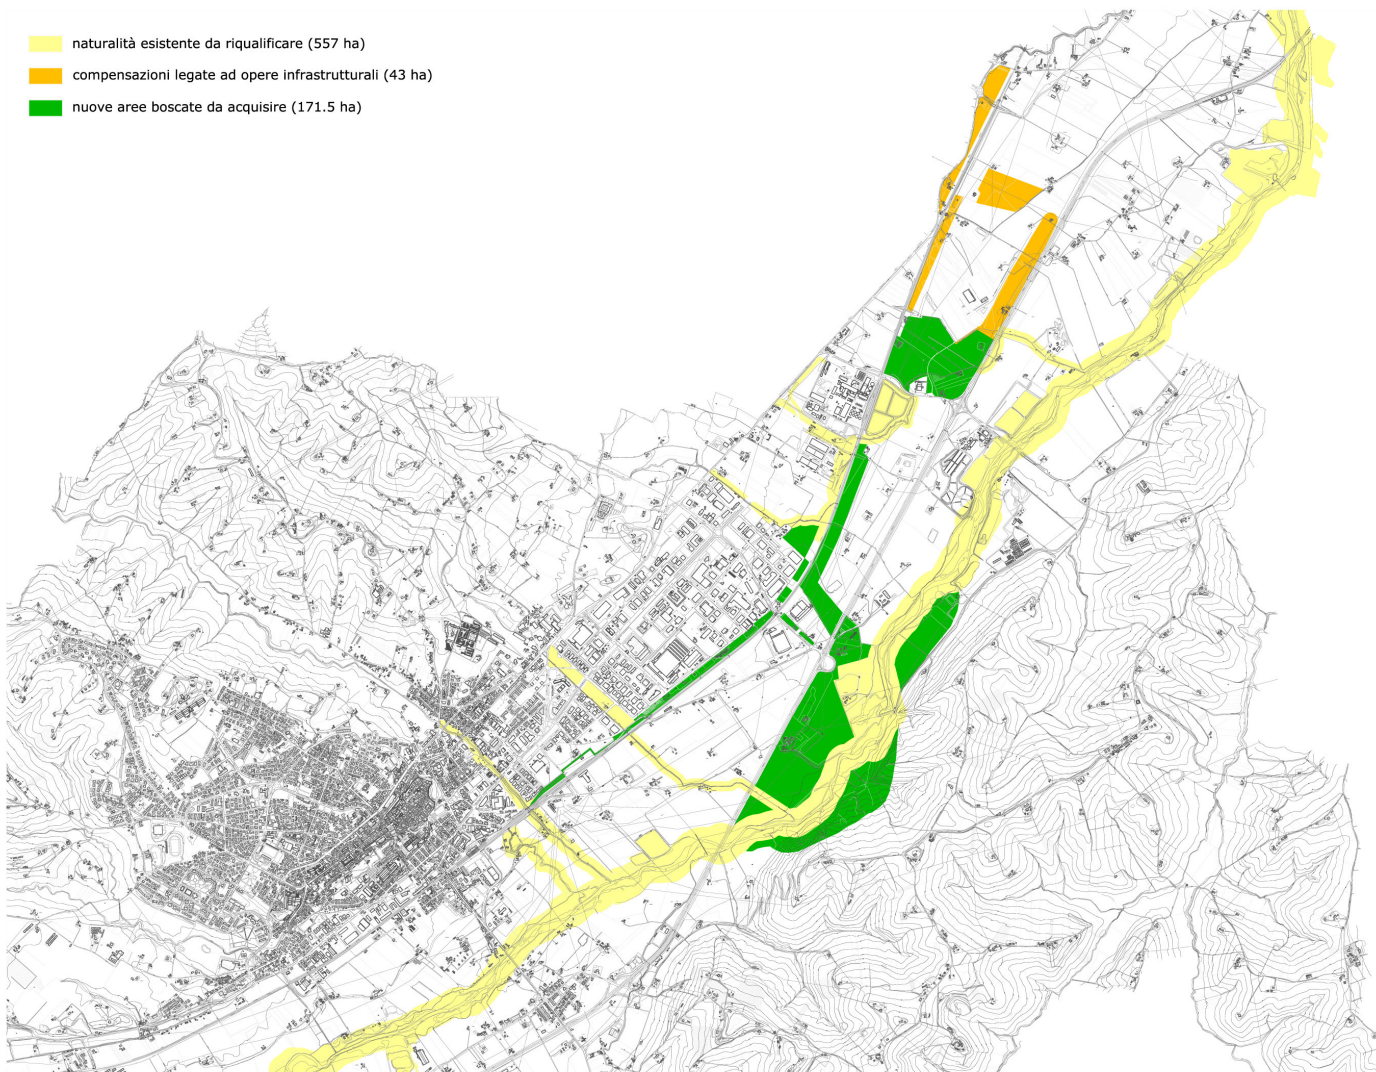 naturalità esistente da riqualificare (557 ha)
compensazioni legate ad opere infrastrutturali (43 ha)
nuove aree boscate da acquisire (171.5 ha)